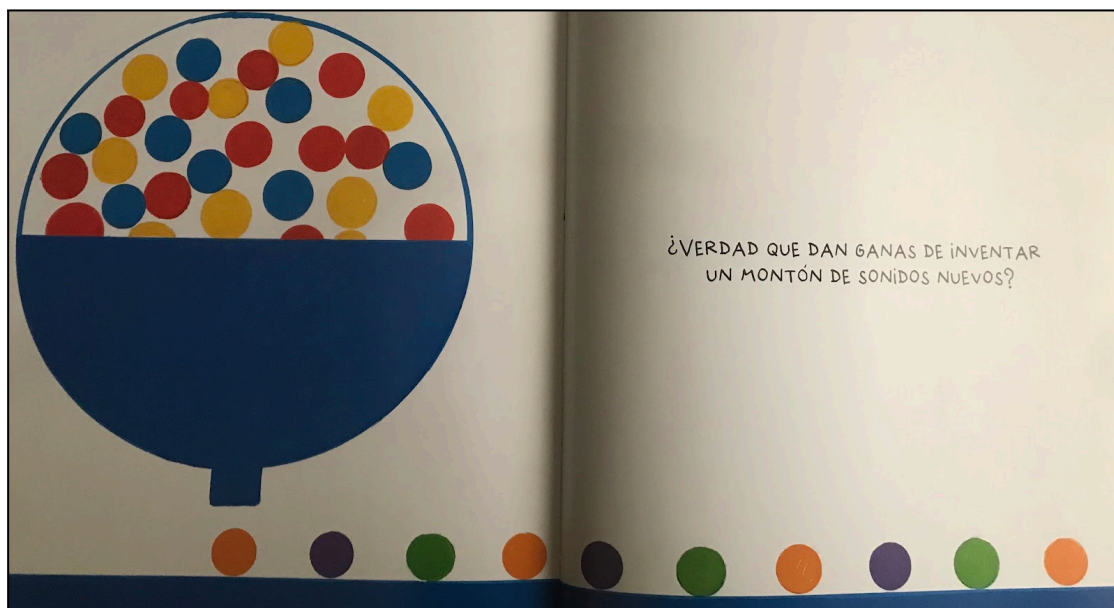 ¿VERDAD QUE DAN GANAS DE INVENTAR
UN MONTÓN DE SONIDOS NUEVOS?